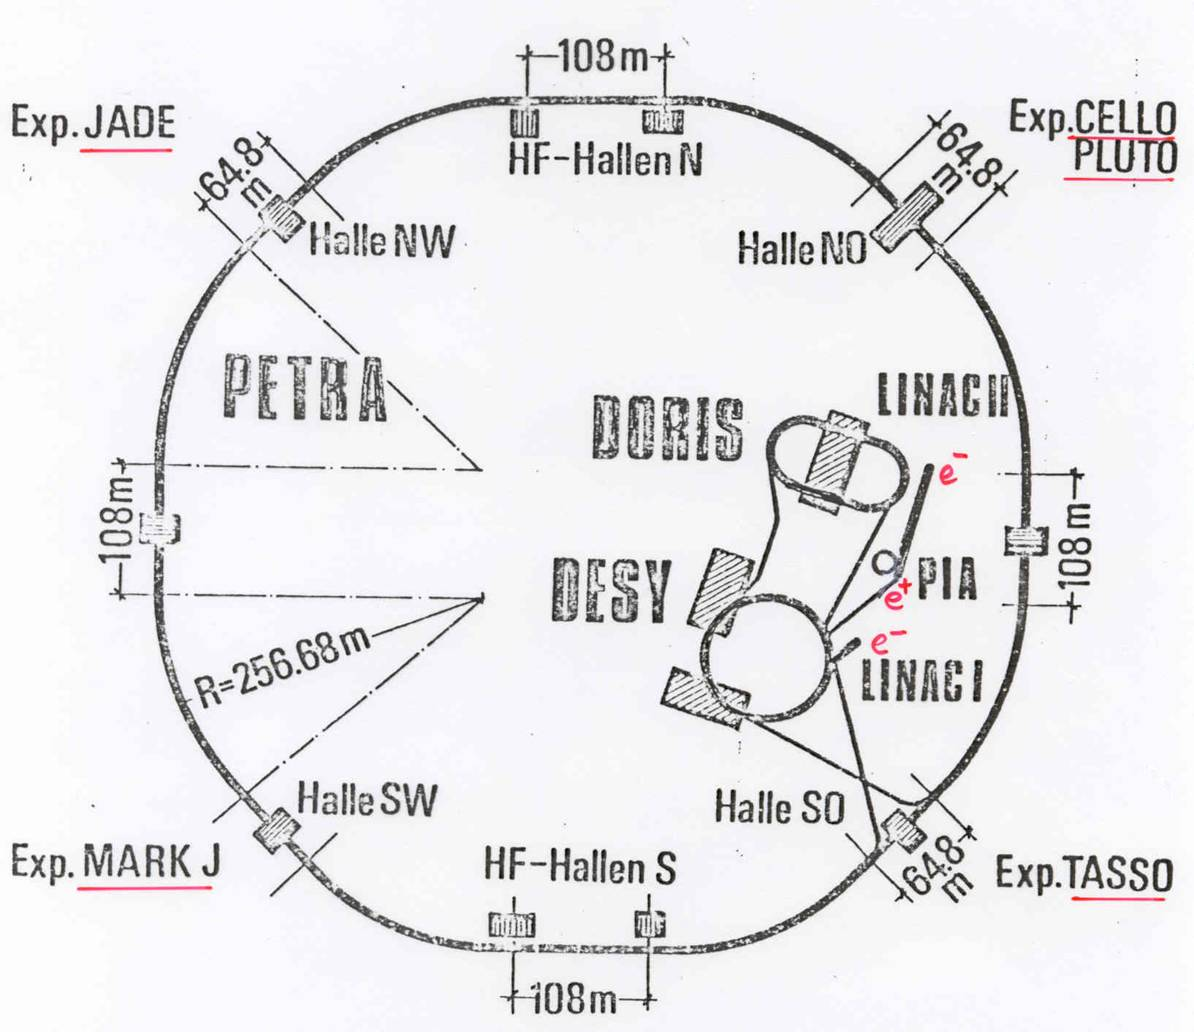 108m
Exp. JADE
Exp. CELLO
PLUTO
64.8
m
64.8
m
HF-Hallen N
Halle NW
Halle NO
PETRA
DORIS
LINAC II
e⁻
108m
108m
DESY
PIA
e⁺
e⁻
R=256.68m
LINAC I
Halle SW
Halle SO
Exp. MARK J
HF-Hallen S
64.8
m
Exp. TASSO
108m